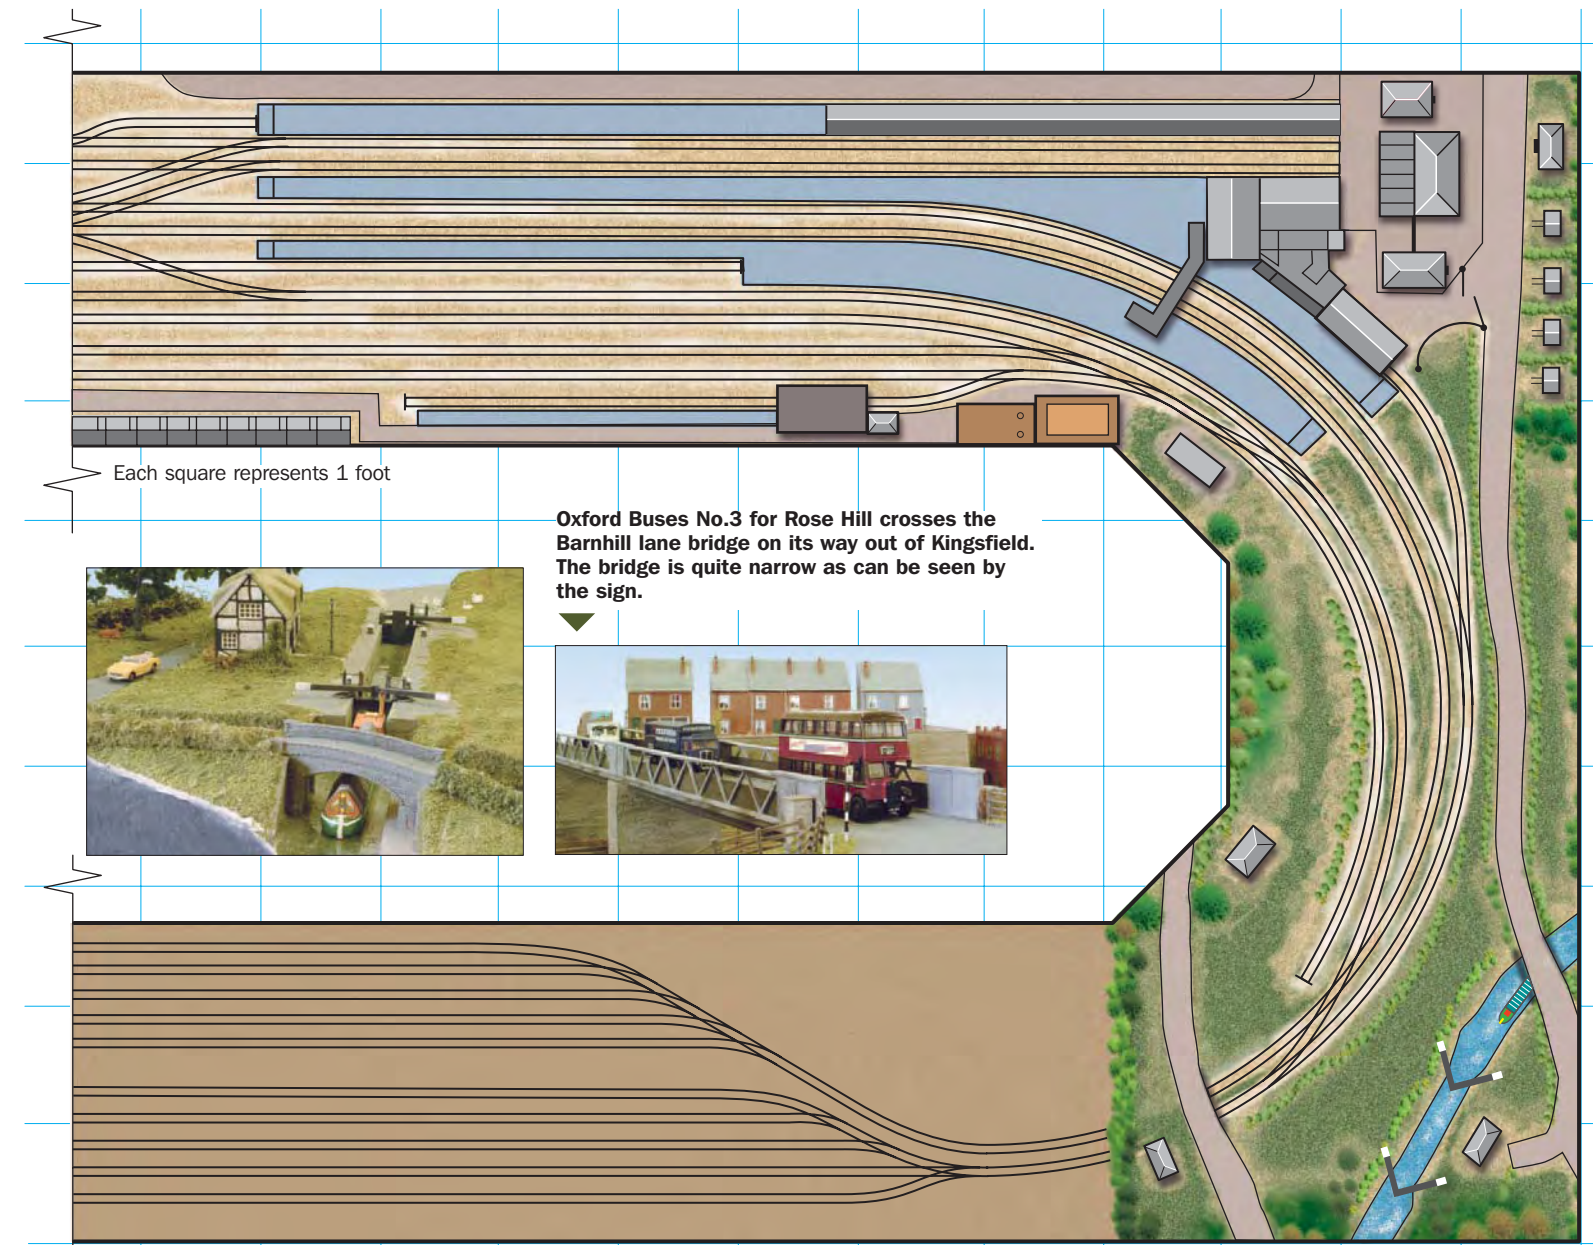 Each square represents 1 foot
Oxford Buses No.3 for Rose Hill crosses the
Barnhill lane bridge on its way out of Kingsfield.
The bridge is quite narrow as can be seen by
the sign.